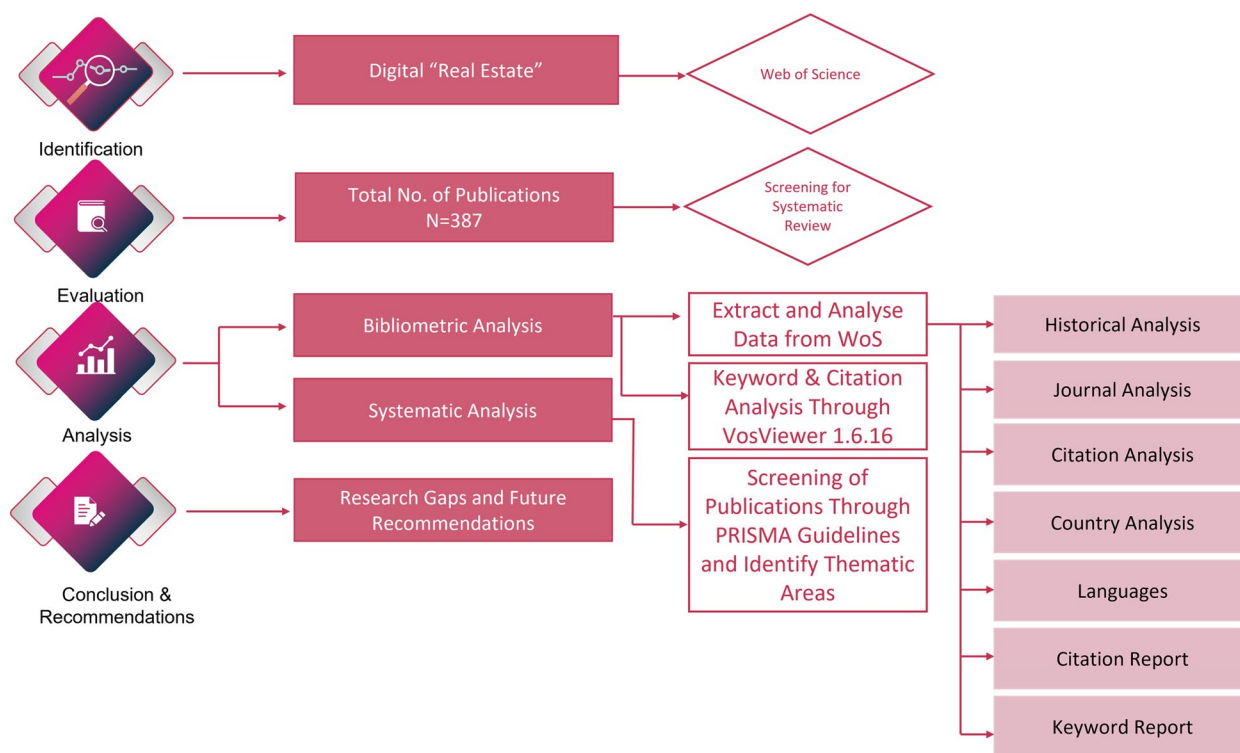 Identification
Digital “Real Estate”
Web of Science
Evaluation
Total No. of Publications
N=387
Screening for
Systematic
Review
Analysis
Bibliometric Analysis
Systematic Analysis
Extract and Analyse
Data from WoS
Keyword & Citation
Analysis Through
VosViewer 1.6.16
Screening of
Publications Through
PRISMA Guidelines
and Identify Thematic
Areas
Historical Analysis
Journal Analysis
Citation Analysis
Country Analysis
Languages
Citation Report
Keyword Report
Conclusion &
Recommendations
Research Gaps and Future
Recommendations